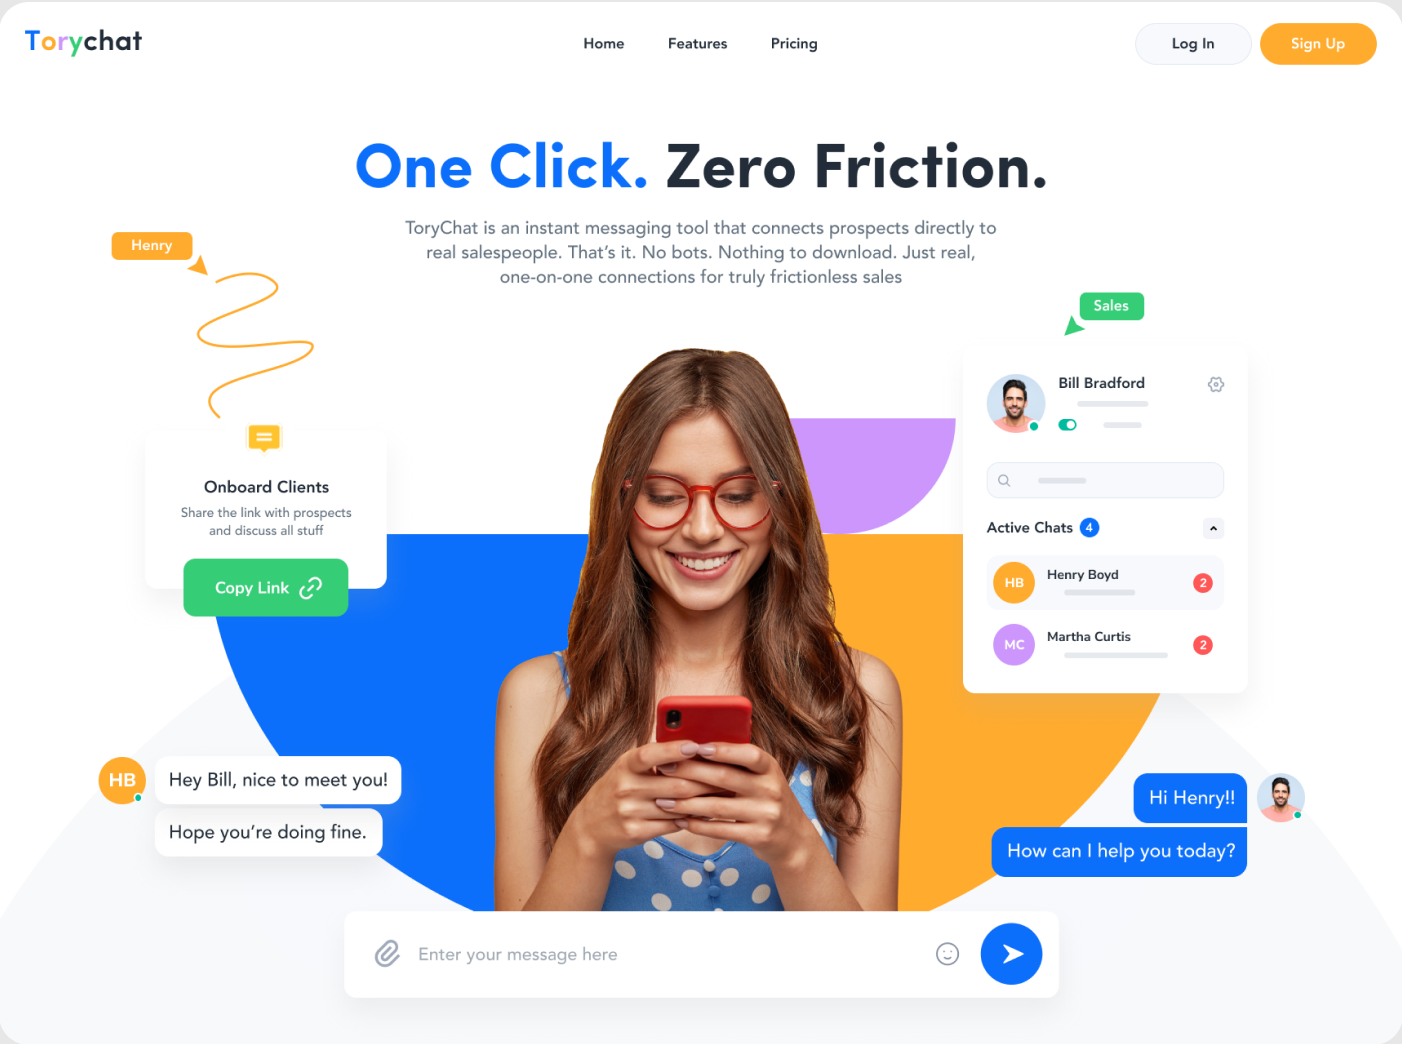 Torychat
Home
Features
Pricing
Log In
Sign Up
One Click. Zero Friction.
ToryChat is an instant messaging tool that connects prospects directly to
real salespeople. That’s it. No bots. Nothing to download. Just real,
one-on-one connections for truly frictionless sales
Henry
Sales
Bill Bradford
Onboard Clients
Share the link with prospects
and discuss all stuff
Copy Link
Active Chats 4
HB
Henry Boyd
2
MC
Martha Curtis
2
HB
Hey Bill, nice to meet you!
Hope you’re doing fine.
Hi Henry!!
How can I help you today?
Enter your message here